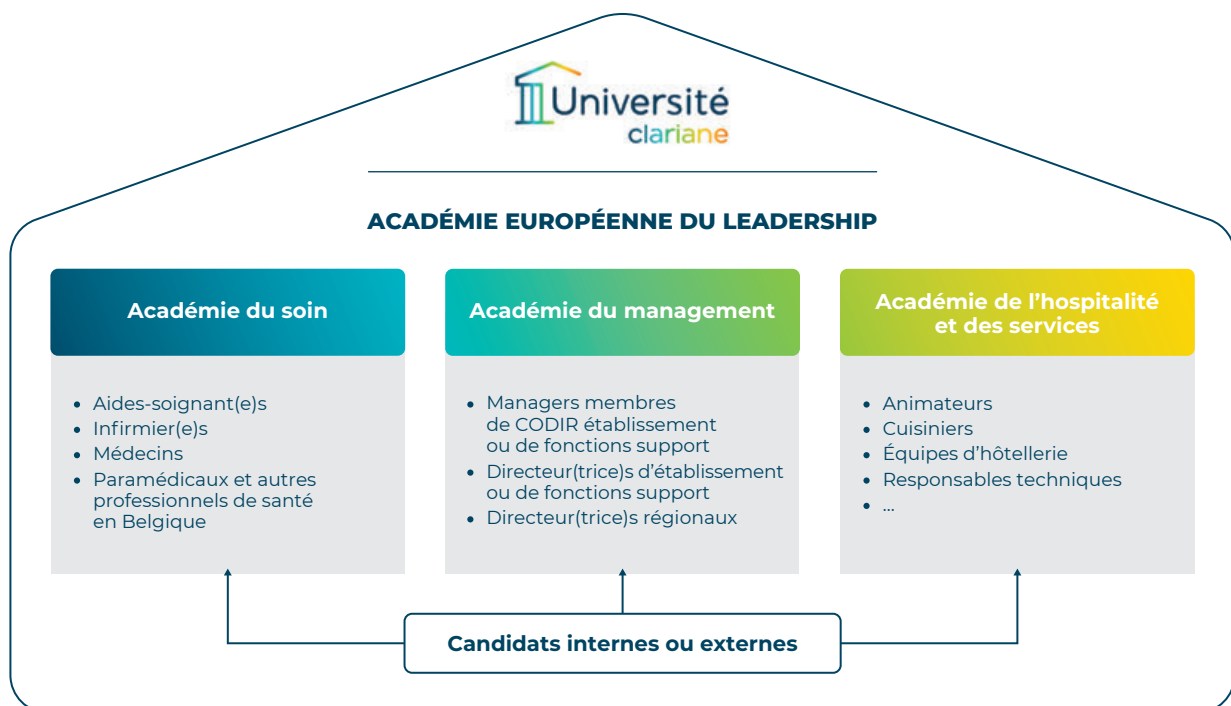 Université
clariane
ACADÉMIE EUROPÉENNE DU LEADERSHIP
Académie du soin
• Aides-soignant(e)s
• Infirmier(e)s
• Médecins
• Paramédicaux et autres
professionnels de santé
en Belgique
Académie du management
• Managers membres
de CODIR établissement
ou de fonctions support
• Directeur(trice)s d’établissement
ou de fonctions support
• Directeur(trice)s régionaux
Académie de l’hospitalité
et des services
• Animateurs
• Cuisiniers
• Équipes d’hôtellerie
• Responsables techniques
• ...
Candidats internes ou externes